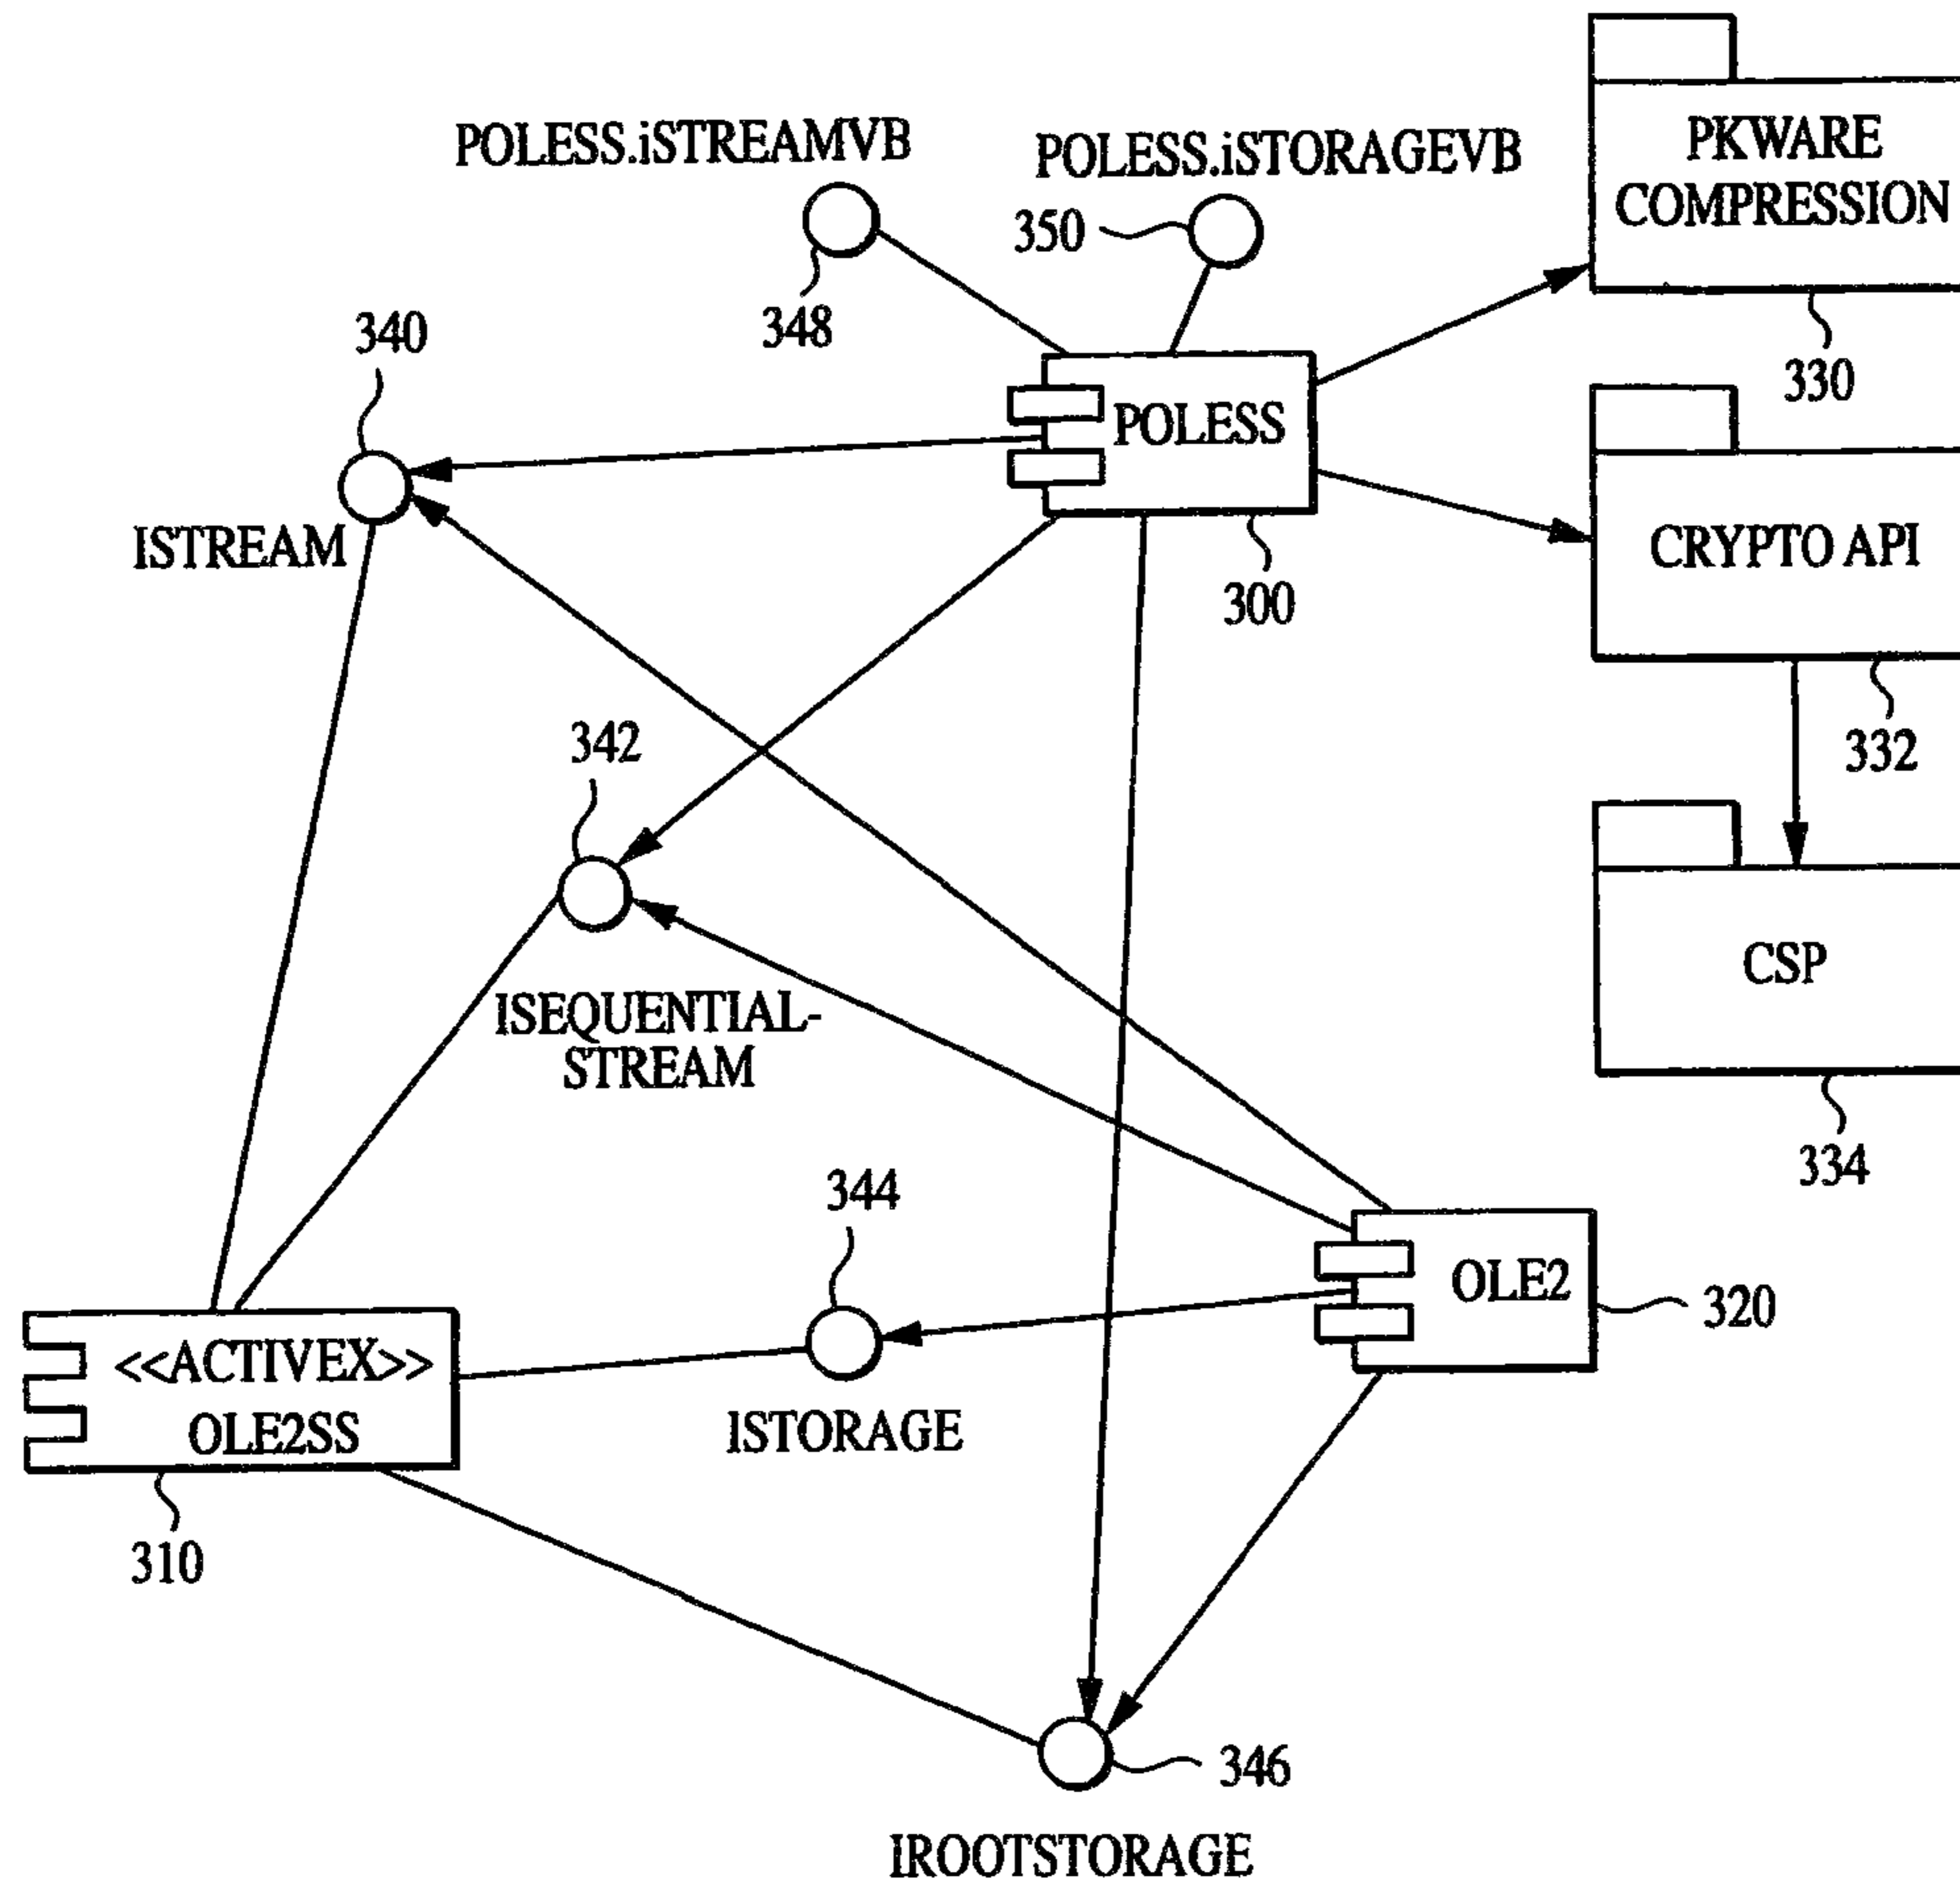 PKWARE
COMPRESSION
330
POLESS.iSTREAMVB
348
POLESS.iSTORAGEVB
350
340
ISTREAM
POLESS
300
CRYPTO API
332
342
ISEQUENTIAL-
STREAM
CSP
334
344
ISTORAGE
OLE2
320
<<ACTIVEX>>
OLE2SS
310
346
IROOTSTORAGE